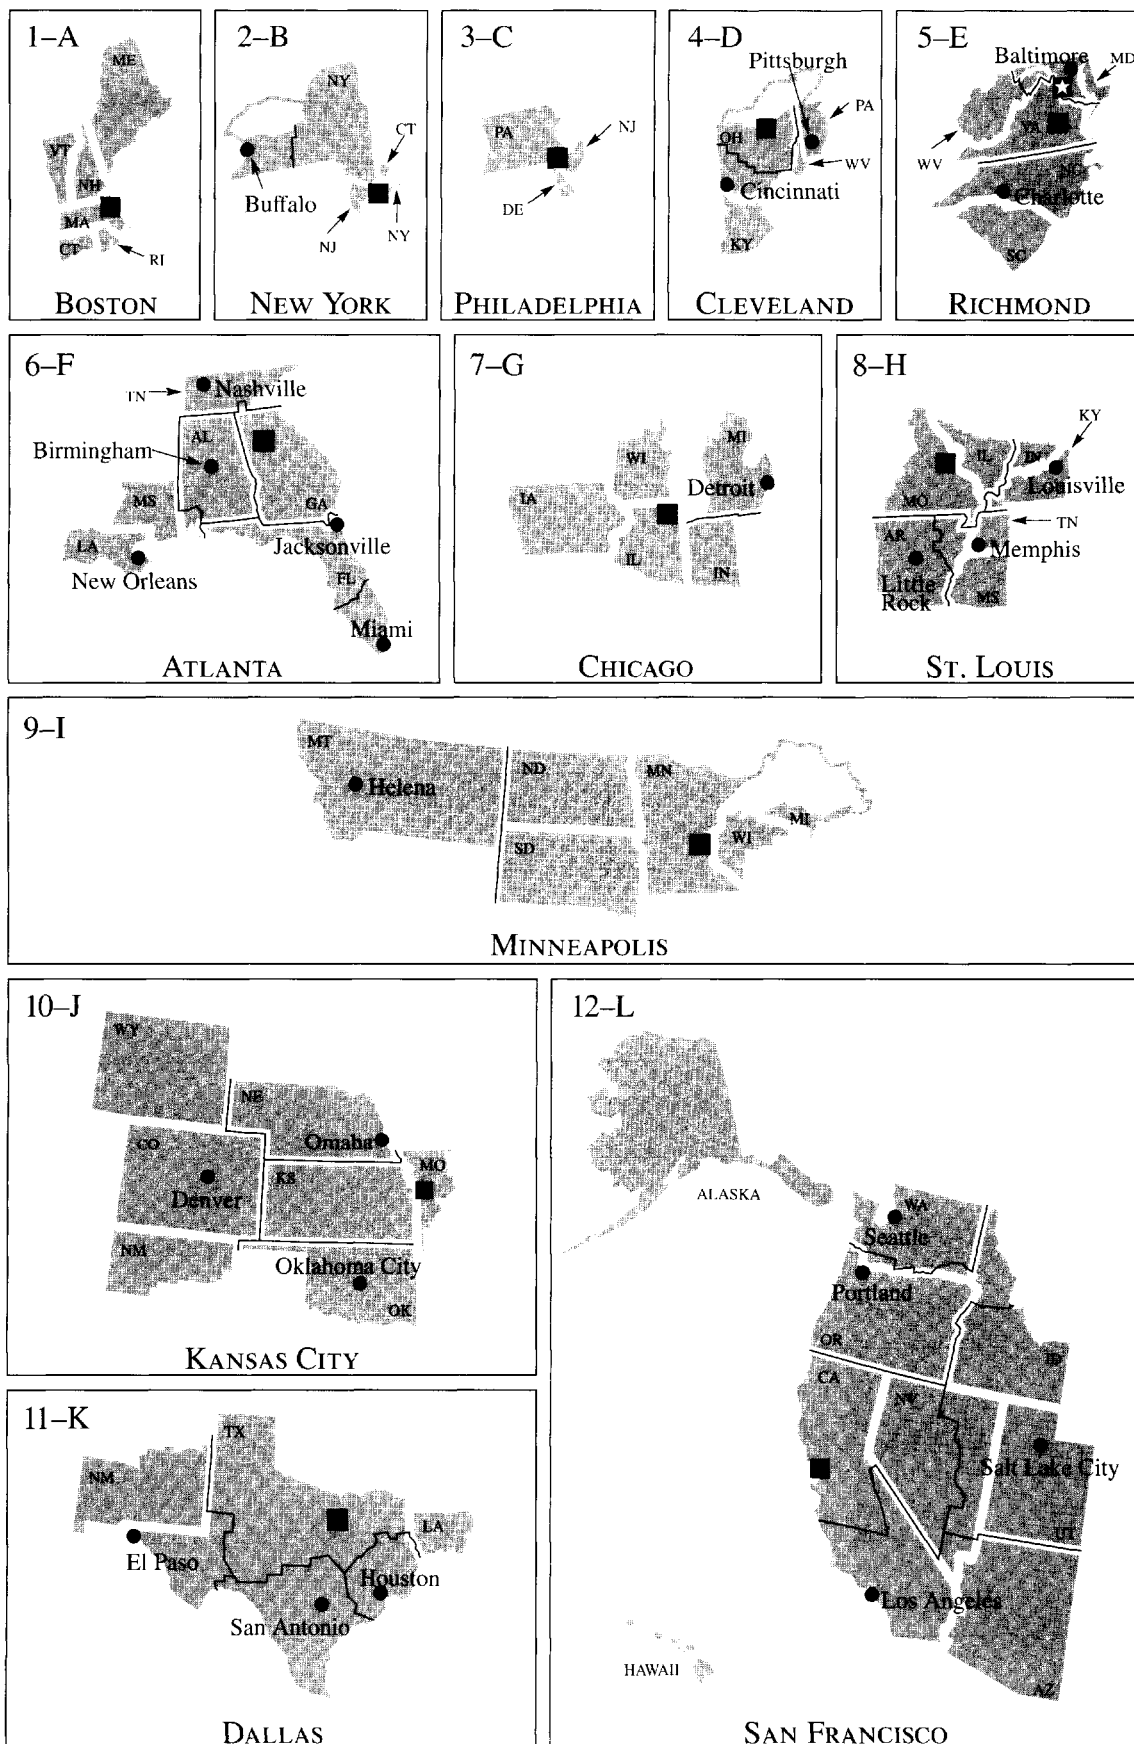 1–A
ME
VT
NH
MA
CT
RI
BOSTON
2–B
NY
CT
Buffalo
NJ
NY
NEW YORK
3–C
PA
NJ
DE
PHILADELPHIA
4–D
Pittsburgh
PA
OH
WV
Cincinnati
KY
CLEVELAND
5–E
Baltimore
MD
VA
WV
NC
Charlotte
SC
RICHMOND
6–F
TN
Nashville
AL
Birmingham
MS
GA
LA
Jacksonville
New Orleans
FL
Miami
ATLANTA
7–G
MI
WI
IA
Detroit
IL
IN
CHICAGO
8–H
KY
IL
IN
Louisville
MO
TN
AR
Memphis
Little
Rock
MS
ST. LOUIS
9–I
MT
ND
MN
Helena
MI
WI
SD
MINNEAPOLIS
10–J
WY
NE
CO
Omaha
MO
KS
Denver
NM
Oklahoma City
OK
KANSAS CITY
11–K
TX
NM
LA
El Paso
Houston
San Antonio
DALLAS
12–L
ALASKA
WA
Seattle
Portland
OR
ID
CA
NV
Salt Lake City
UT
Los Angeles
HAWAII
AZ
SAN FRANCISCO